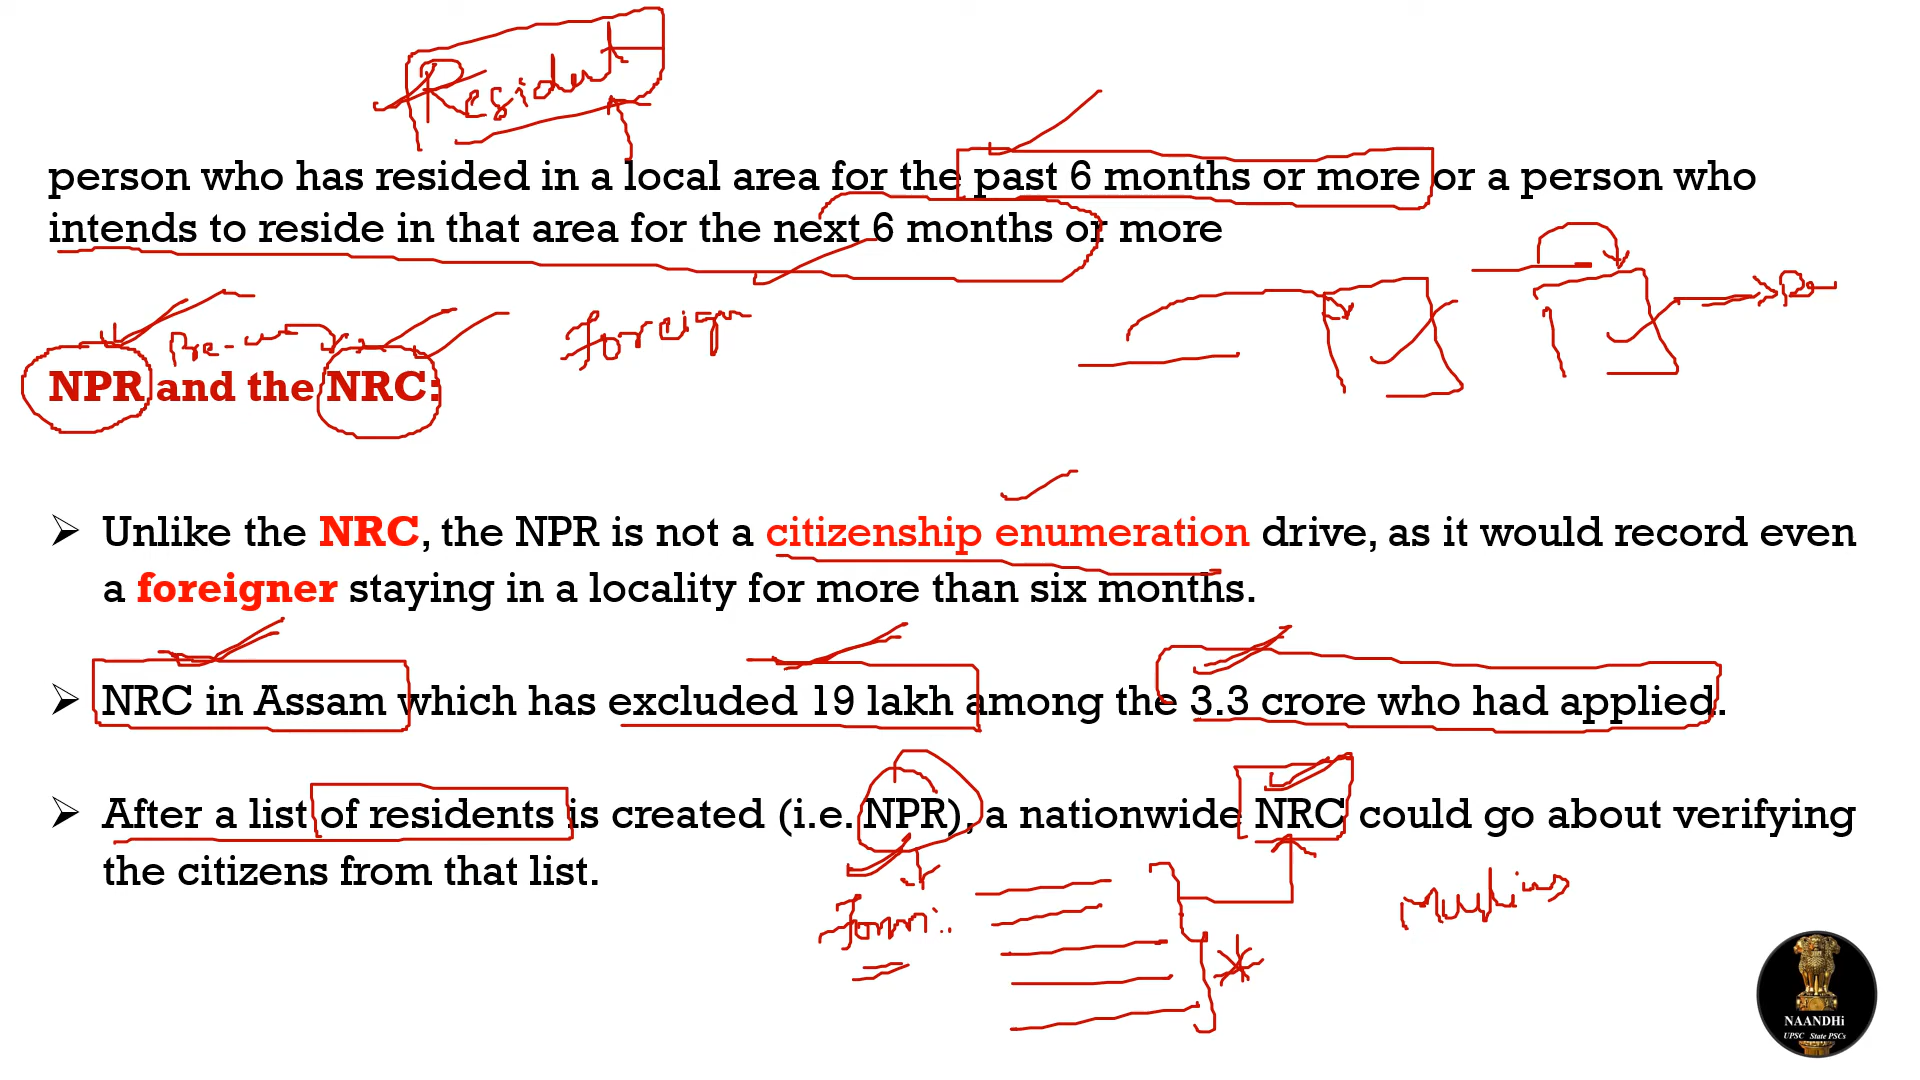 Resident
person who has resided in a local area for the past 6 months or more or a person who
intends to reside in that area for the next 6 months or more
Foreign
NPR and the NRC:
➢ Unlike the NRC, the NPR is not a citizenship enumeration drive, as it would record even
a foreigner staying in a locality for more than six months.
➢ NRC in Assam which has excluded 19 lakh among the 3.3 crore who had applied.
➢ After a list of residents is created (i.e. NPR), a nationwide NRC could go about verifying
the citizens from that list.
NAANDHi
UPSC State PSCs